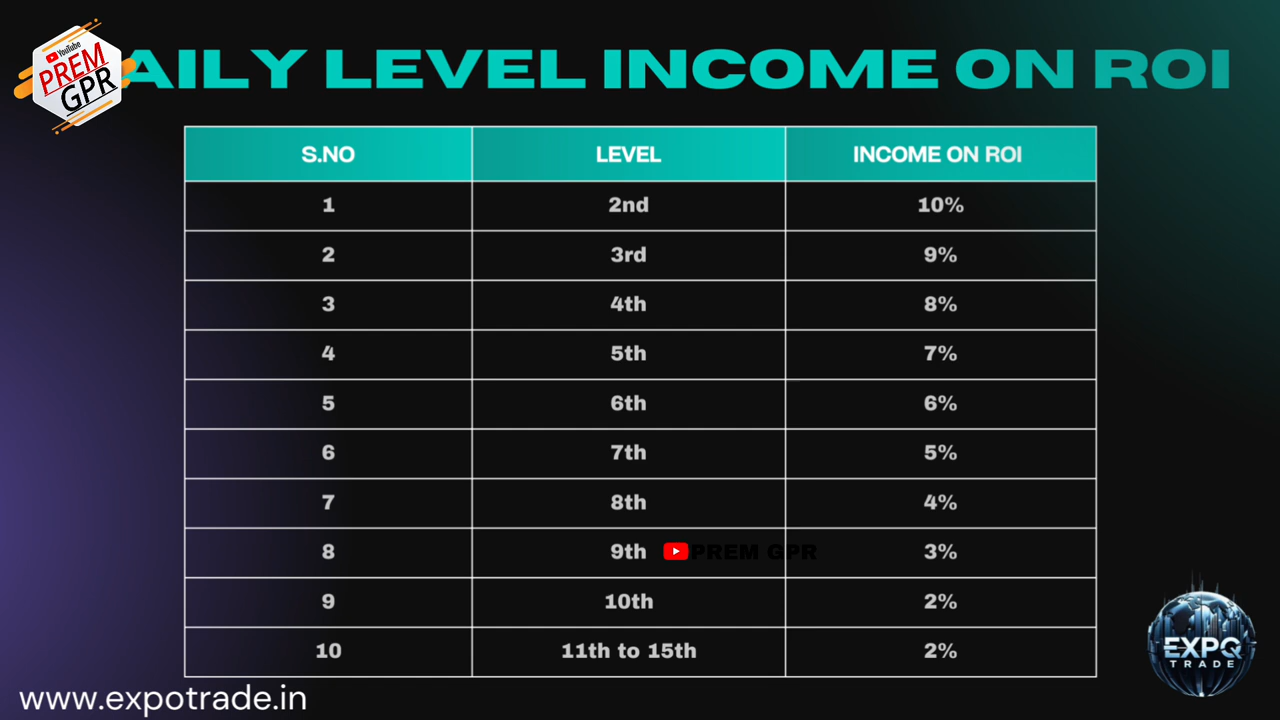 YouTube
PREM
GPR
AILY LEVEL INCOME ON ROI
S.NO LEVEL INCOME ON ROI
1 2nd 10%
2 3rd 9%
3 4th 8%
4 5th 7%
5 6th 6%
6 7th 5%
7 8th 4%
8 9th PREM GPR 3%
9 10th 2%
10 11th to 15th 2%
EXPO
TRADE
www.expotrade.in